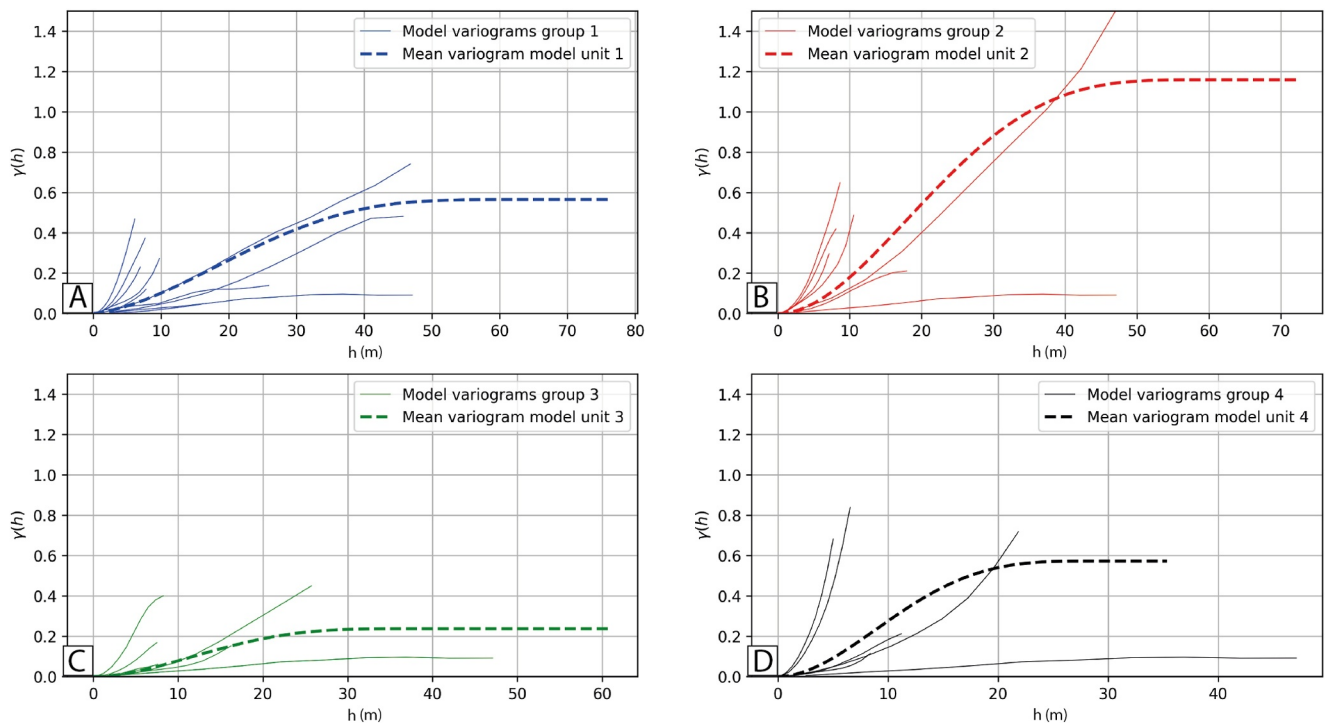 1.4
1.2
1.0
0.8
0.6
0.4
0.2
0.0
γ(h)
Model variograms group 1
Mean variogram model unit 1
A
0 10 20 30 40 50 60 70 80
h (m)
1.4
1.2
1.0
0.8
0.6
0.4
0.2
0.0
γ(h)
Model variograms group 2
Mean variogram model unit 2
B
0 10 20 30 40 50 60 70
h (m)
1.4
1.2
1.0
0.8
0.6
0.4
0.2
0.0
γ(h)
Model variograms group 3
Mean variogram model unit 3
C
0 10 20 30 40 50 60
h (m)
1.4
1.2
1.0
0.8
0.6
0.4
0.2
0.0
γ(h)
Model variograms group 4
Mean variogram model unit 4
D
0 10 20 30 40
h (m)